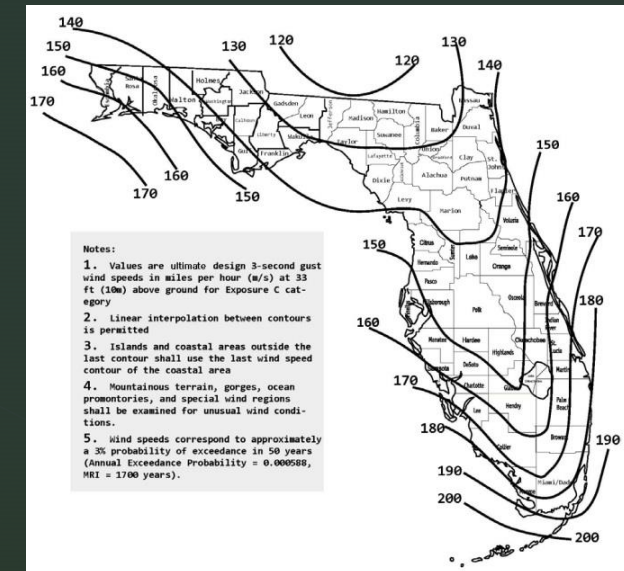 140
150
160
170
130
120
120
130
140
150
160
170
180
190
200
170
160
150
150
160
170
180
190
200
Holmes
Walton
Gadsden
Leon
Liberty
Franklin
Jefferson
Madison
Hamilton
Taylor
Suwanee
Lafayette
Columbia
Baker
Nassau
Duval
Union
Clay
St.
Dixie
Alachua
Putnam
Levy
Marion
Volusia
Citrus
Sumter
Lake
Seminole
Orange
Hernando
Pasco
Polk
Osceola
Brevard
Indian
River
Manatee
Hardee
Highlands
St.
Lucie
DeSoto
Martin
Charlotte
Lee
Hendry
Palm
Beach
Collier
Miami/Dade
Notes:
1. Values are ultimate design 3-second gust
wind speeds in miles per hour (m/s) at 33
ft (10m) above ground for Exposure C cat-
egory
2. Linear interpolation between contours
is permitted
3. Islands and coastal areas outside the
last contour shall use the last wind speed
contour of the coastal area
4. Mountainous terrain, gorges, ocean
promontories, and special wind regions
shall be examined for unusual wind condi-
tions.
5. Wind speeds correspond to approximately
a 3% probability of exceedance in 50 years
(Annual Exceedance Probability = 0.000588,
MRI = 1700 years).